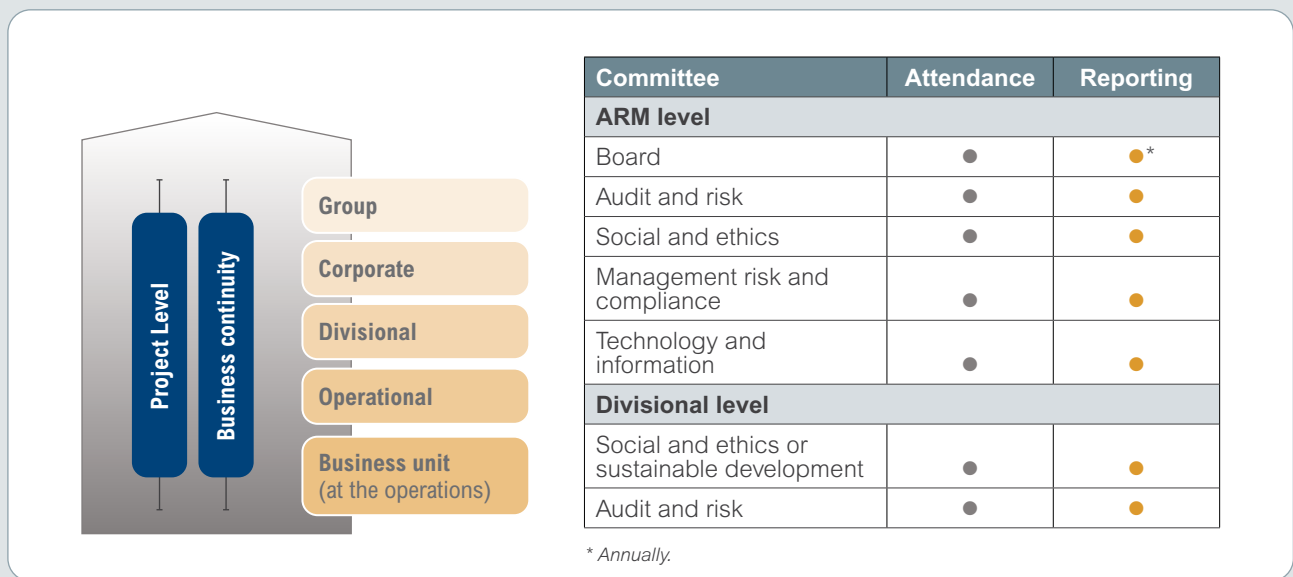 Project Level
Business continuity
Group
Corporate
Divisional
Operational
Business unit
(at the operations)
Committee Attendance Reporting
ARM level
Board ● ●*
Audit and risk ● ●
Social and ethics ● ●
Management risk and
compliance ● ●
Technology and
information ● ●
Divisional level
Social and ethics or
sustainable development ● ●
Audit and risk ● ●
* Annually.